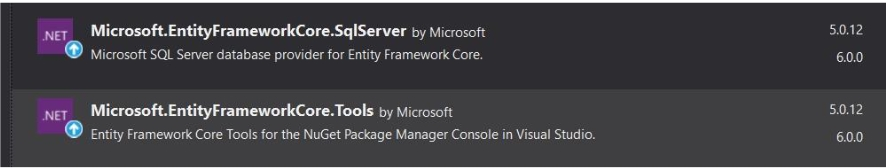 .NET
Microsoft.EntityFrameworkCore.SqlServer by Microsoft 5.0.12
Microsoft SQL Server database provider for Entity Framework Core. 6.0.0
.NET
Microsoft.EntityFrameworkCore.Tools by Microsoft 5.0.12
Entity Framework Core Tools for the NuGet Package Manager Console in Visual Studio. 6.0.0